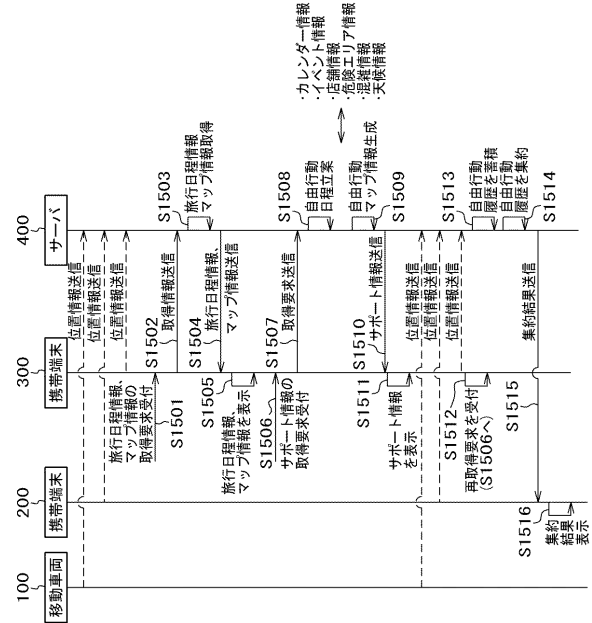 100
移動車両
200
携帯端末
300
携帯端末
400
サーバ
位置情報送信
位置情報送信
位置情報送信
旅行日程情報、
マップ情報の
取得要求受付
S1501
S1502
取得情報送信
S1503
旅行日程情報
マップ情報取得
S1504
旅行日程情報、
マップ情報送信
S1505
旅行日程情報、
マップ情報を表示
S1506
サポート情報の
取得要求受付
S1507
取得要求送信
S1508
自由行動
日程立案
・カレンダー情報
・イベント情報
・店舗情報
・危険エリア情報
・混雑情報
・天候情報
自由行動
マップ情報生成
S1509
S1510
サポート情報送信
S1511
サポート情報
を表示
位置情報送信
位置情報送信
位置情報送信
S1512
再取得要求を受付
(S1506へ)
S1513
自由行動
履歴を蓄積
自由行動
履歴を集約
S1514
集約結果送信
S1515
S1516
集約
結果
表示